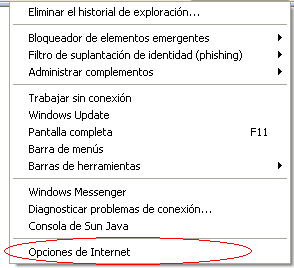 Eliminar el historial de exploración...
Bloqueador de elementos emergentes
Filtro de suplantación de identidad (phishing)
Administrar complementos
Trabajar sin conexión
Windows Update
Pantalla completa F11
Barra de menús
Barras de herramientas
Windows Messenger
Diagnosticar problemas de conexión...
Consola de Sun Java
Opciones de Internet